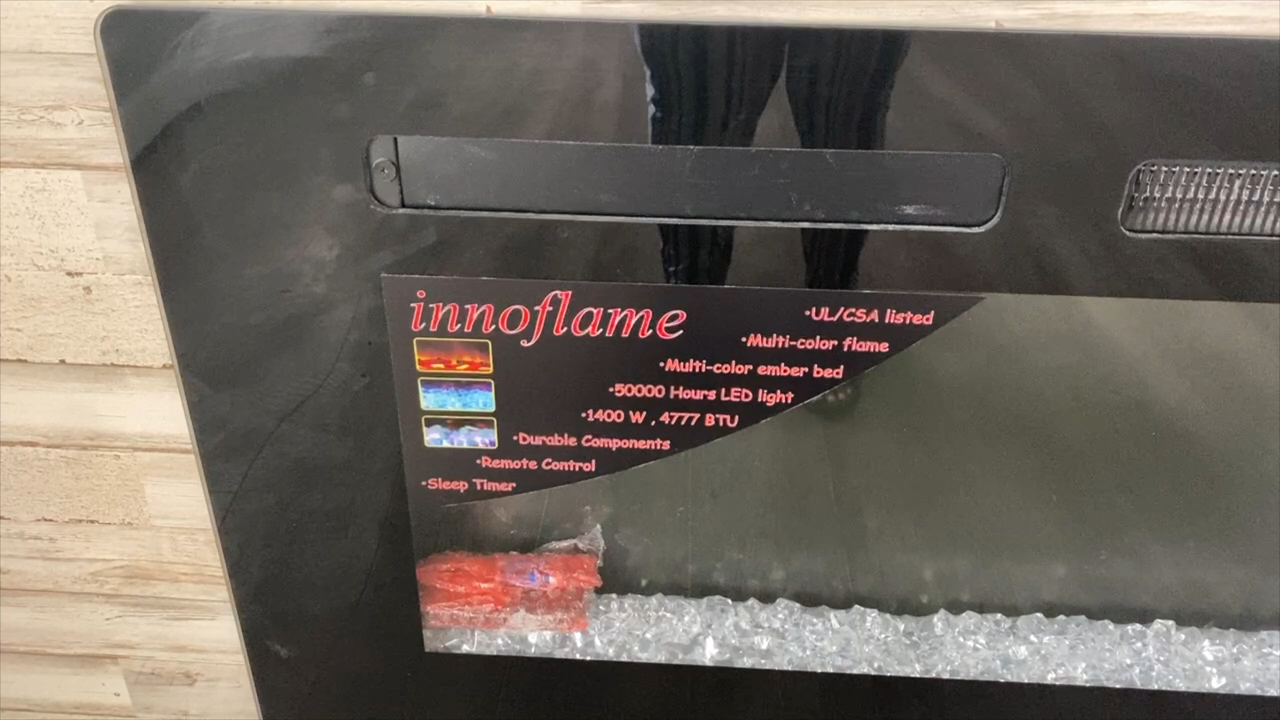 innoflame
•UL/CSA listed
•Multi-color flame
•Multi-color ember bed
•50000 Hours LED light
•1400 W , 4777 BTU
•Durable Components
•Remote Control
•Sleep Timer